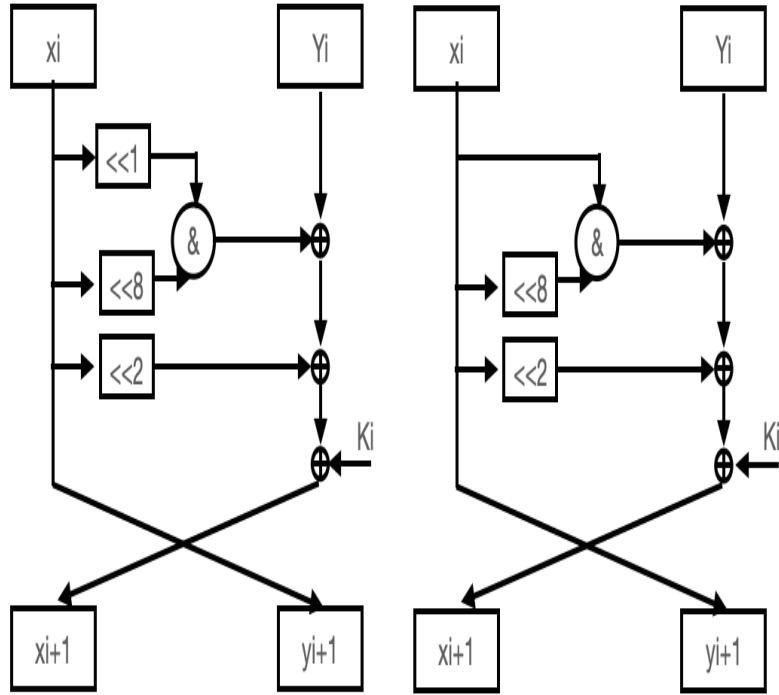 xi Yi xi Yi
<<1
& &
<<8 <<8
<<2 <<2
Ki Ki
xi+1 yi+1 xi+1 yi+1